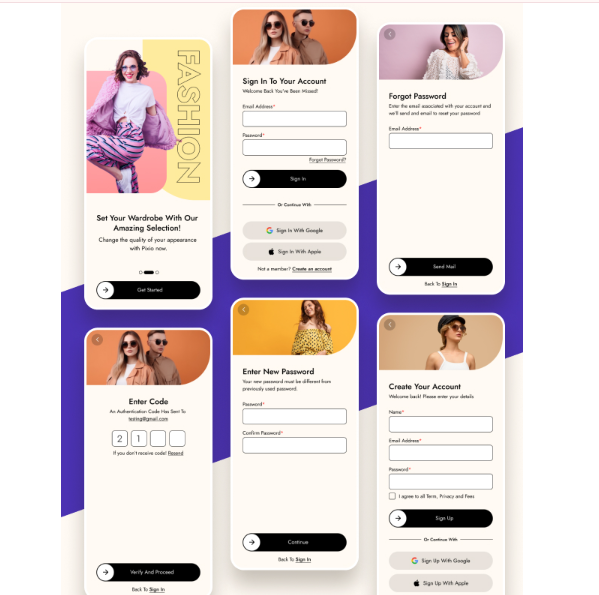 FASHION
Set Your Wardrobe With Our
Amazing Selection!
Change the quality of your appearance
with Pixio now.
Get Started
Sign In To Your Account
Welcome Back You've Been Missed!
Email Address*
Password*
Forgot Password?
Sign In
Or Continue With
Sign In With Google
Sign In With Apple
Not a member? Create an account
Forgot Password
Enter the email associated with your account and
we'll send and email to reset your password
Email Address*
Send Mail
Back To Sign In
Enter Code
An Authentication Code Has Sent To
testing@gmail.com
2 1
If you don't receive code! Resend
Verify And Proceed
Back To Sign In
Enter New Password
Your new password must be different from
previously used password.
Password*
Confirm Password*
Continue
Back To Sign In
Create Your Account
Welcome back! Please enter your details
Name*
Email Address*
Password*
I agree to all Term, Privacy and Fees
Sign Up
Or Continue With
Sign Up With Google
Sign Up With Apple